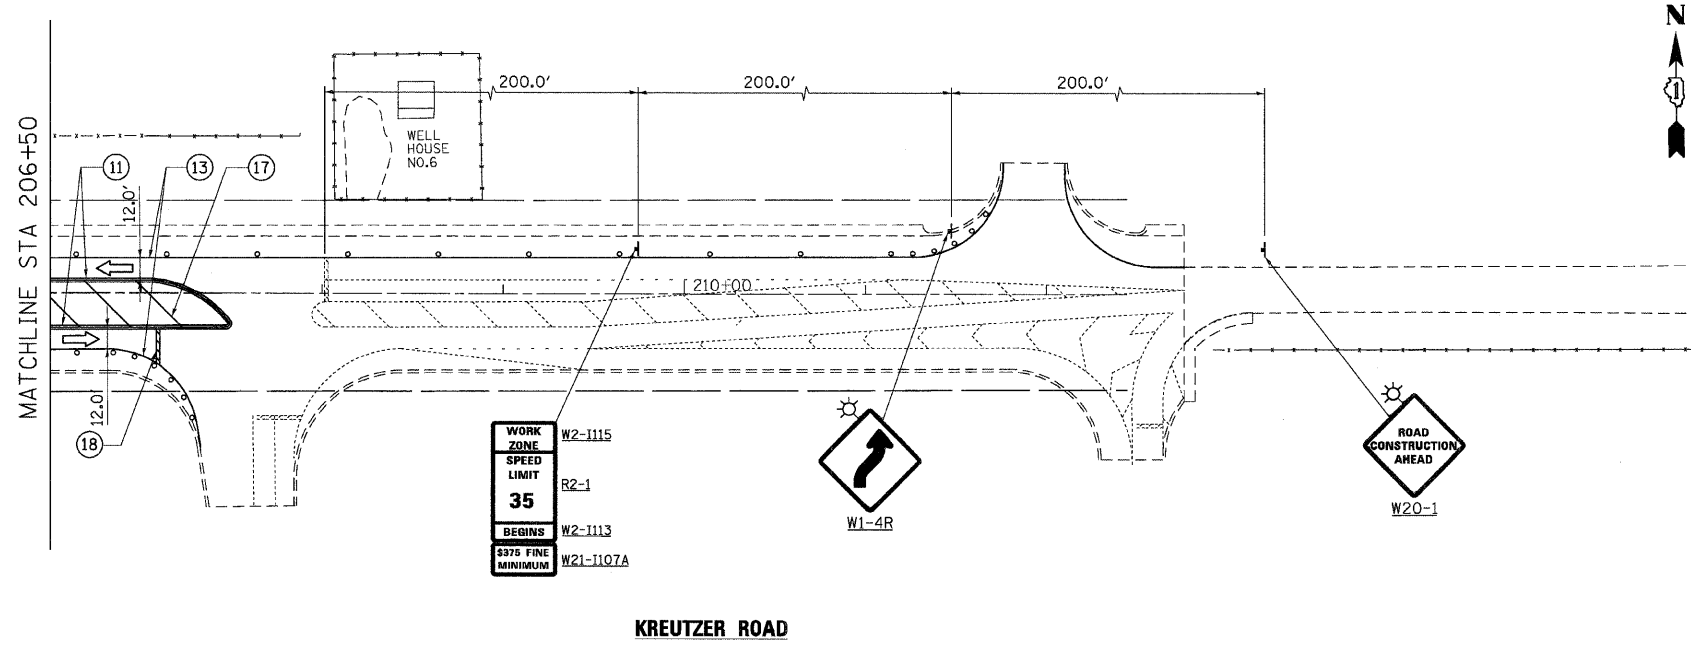 N
1
200.0'
200.0'
200.0'
WELL
HOUSE
NO.6
MATCHLINE STA 206+50
11
13
17
12.0'
210+00
12.0'
18
WORK
ZONE
SPEED
LIMIT
35
BEGINS
$375 FINE
MINIMUM
W2-I115
R2-1
W2-I113
W21-I107A
W1-4R
ROAD
CONSTRUCTION
AHEAD
W20-1
KREUTZER ROAD